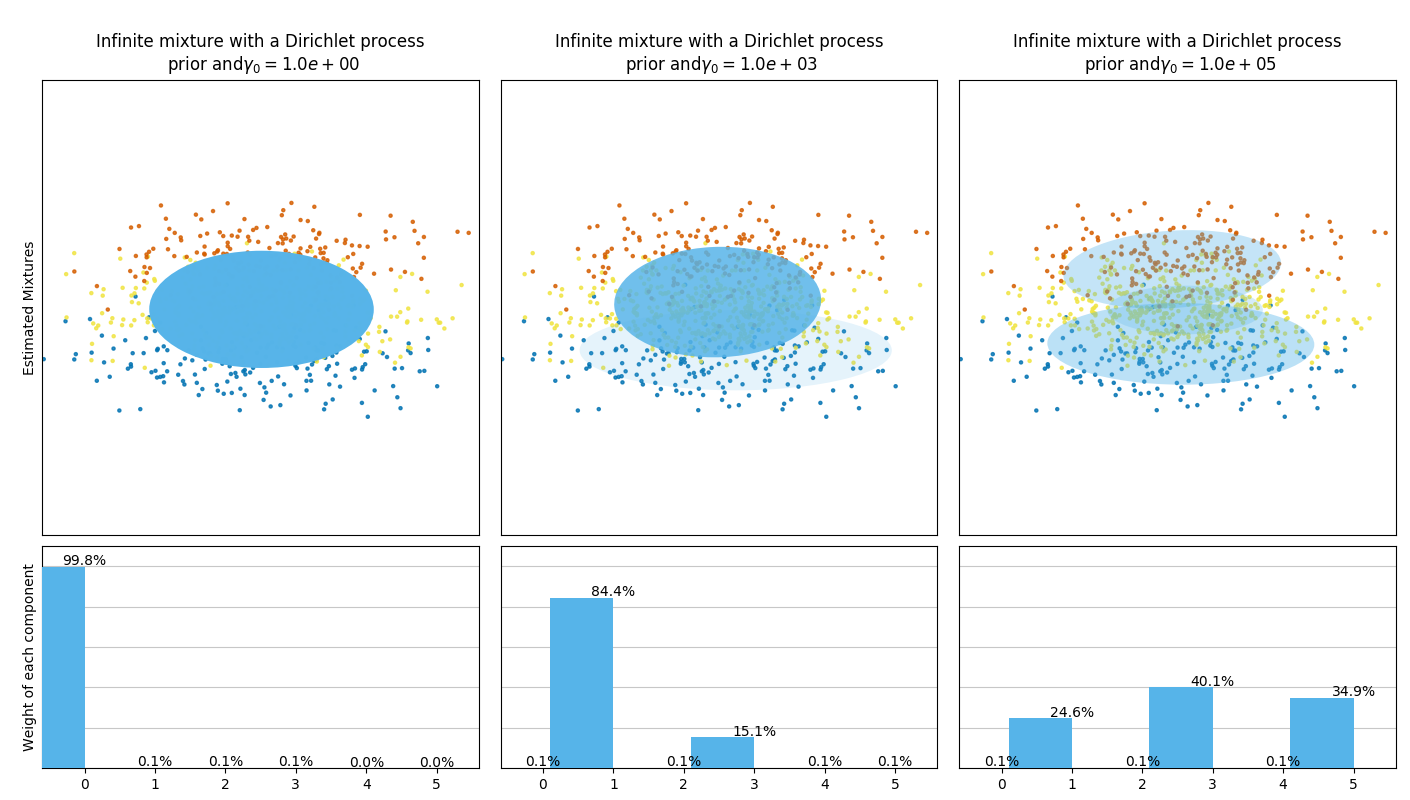 Infinite mixture with a Dirichlet process
prior andγ₀ = 1.0e + 00
Infinite mixture with a Dirichlet process
prior andγ₀ = 1.0e + 03
Infinite mixture with a Dirichlet process
prior andγ₀ = 1.0e + 05
Estimated Mixtures
Weight of each component
99.8%
0.1%
0.1%
0.1%
0.0%
0.0%
0 1 2 3 4 5
0.1%
84.4%
0.1%
15.1%
0.1%
0.1%
0 1 2 3 4 5
0.1%
24.6%
0.1%
40.1%
0.1%
34.9%
0 1 2 3 4 5